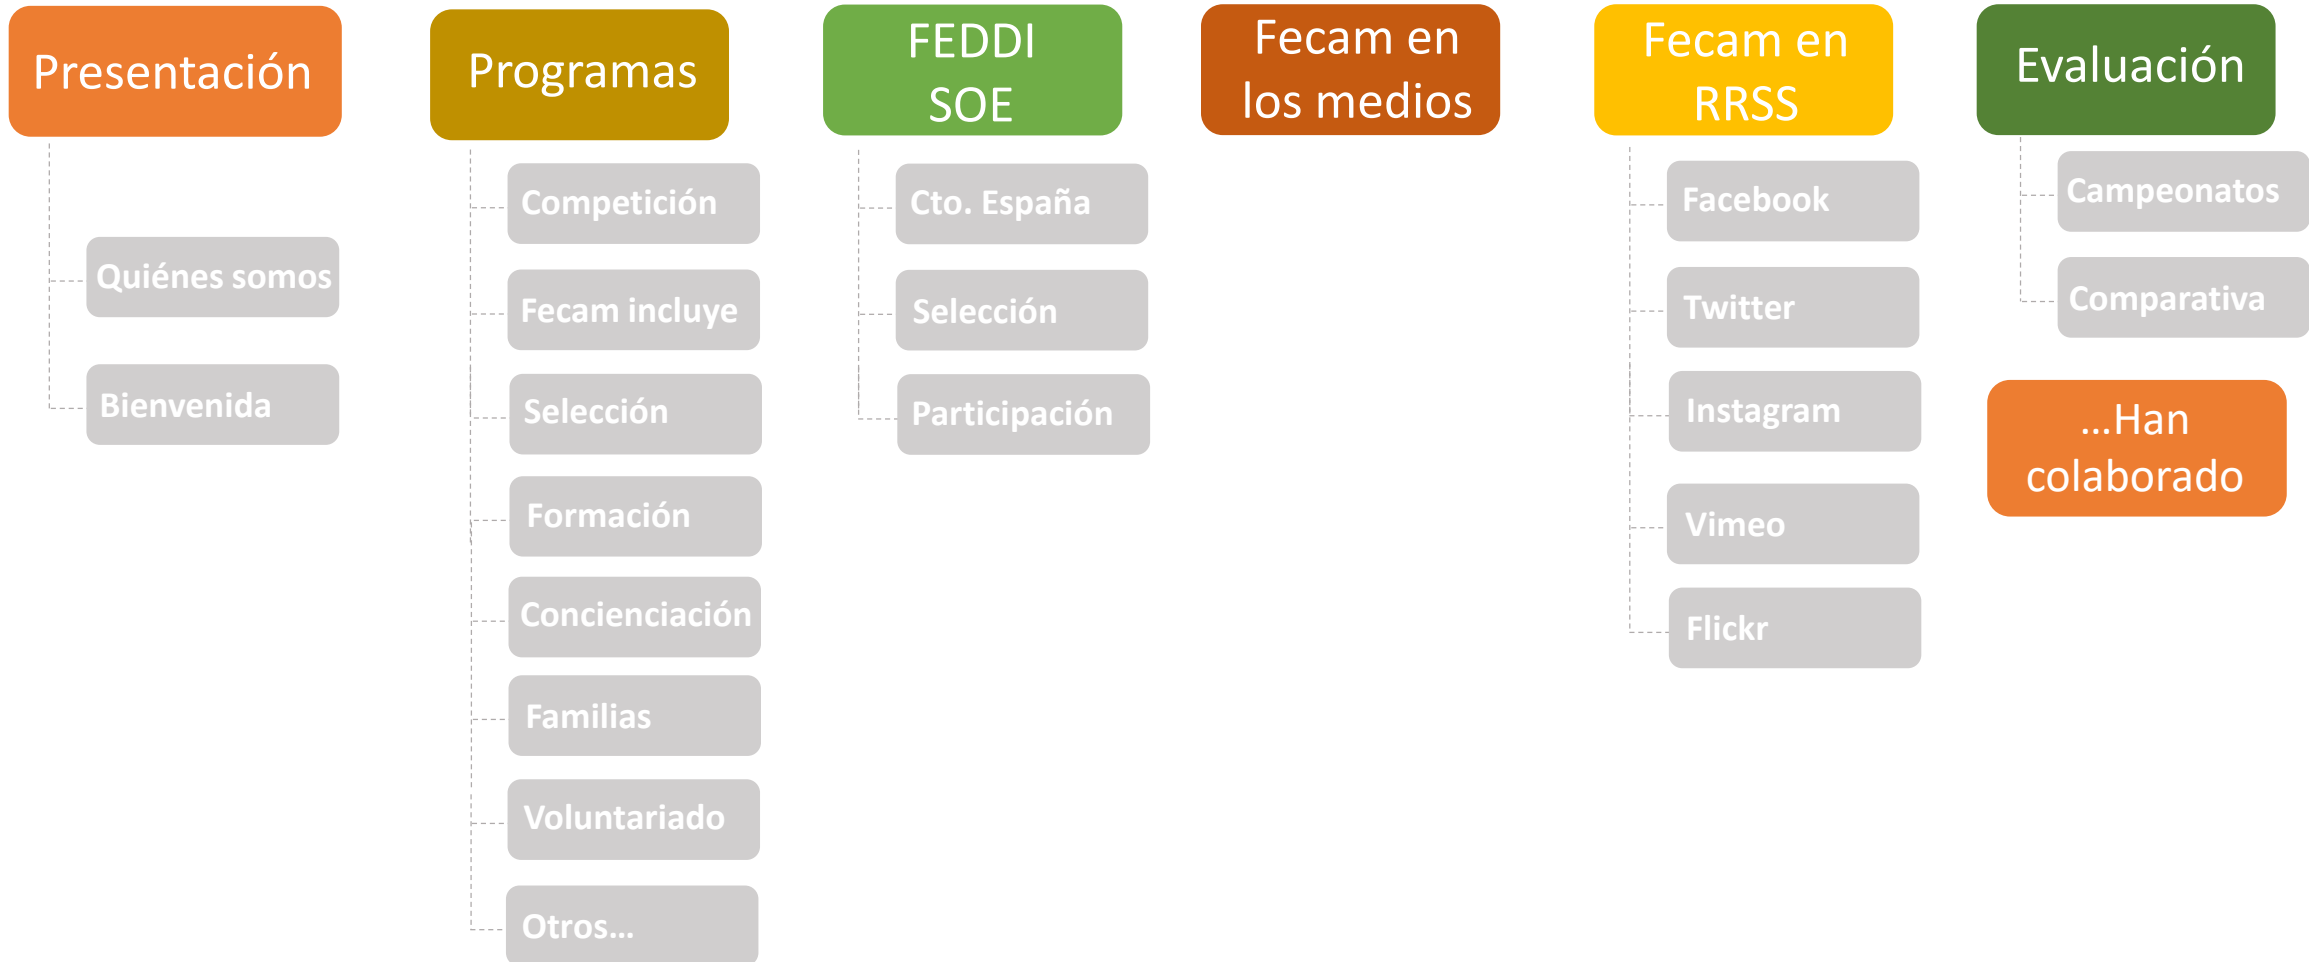 Presentación
Quiénes somos
Bienvenida
Programas
Competición
Fecam incluye
Selección
Formación
Concienciación
Familias
Voluntariado
Otros...
FEDDI
SOE
Cto. España
Selección
Participación
Fecam en
los medios
Fecam en
RRSS
Facebook
Twitter
Instagram
Vimeo
Flickr
Evaluación
Campeonatos
Comparativa
...Han
colaborado